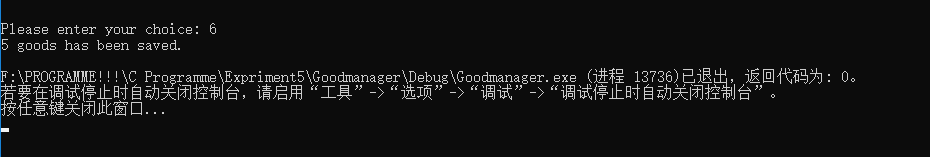 Please enter your choice: 6
5 goods has been saved.
F:\PROGRAMME!!!\C Programme\Expriment5\Goodmanager\Debug\Goodmanager.exe (进程 13736)已退出，返回代码为: 0。
若要在调试停止时自动关闭控制台，请启用“工具”->“选项”->“调试”->“调试停止时自动关闭控制台”。
按任意键关闭此窗口...